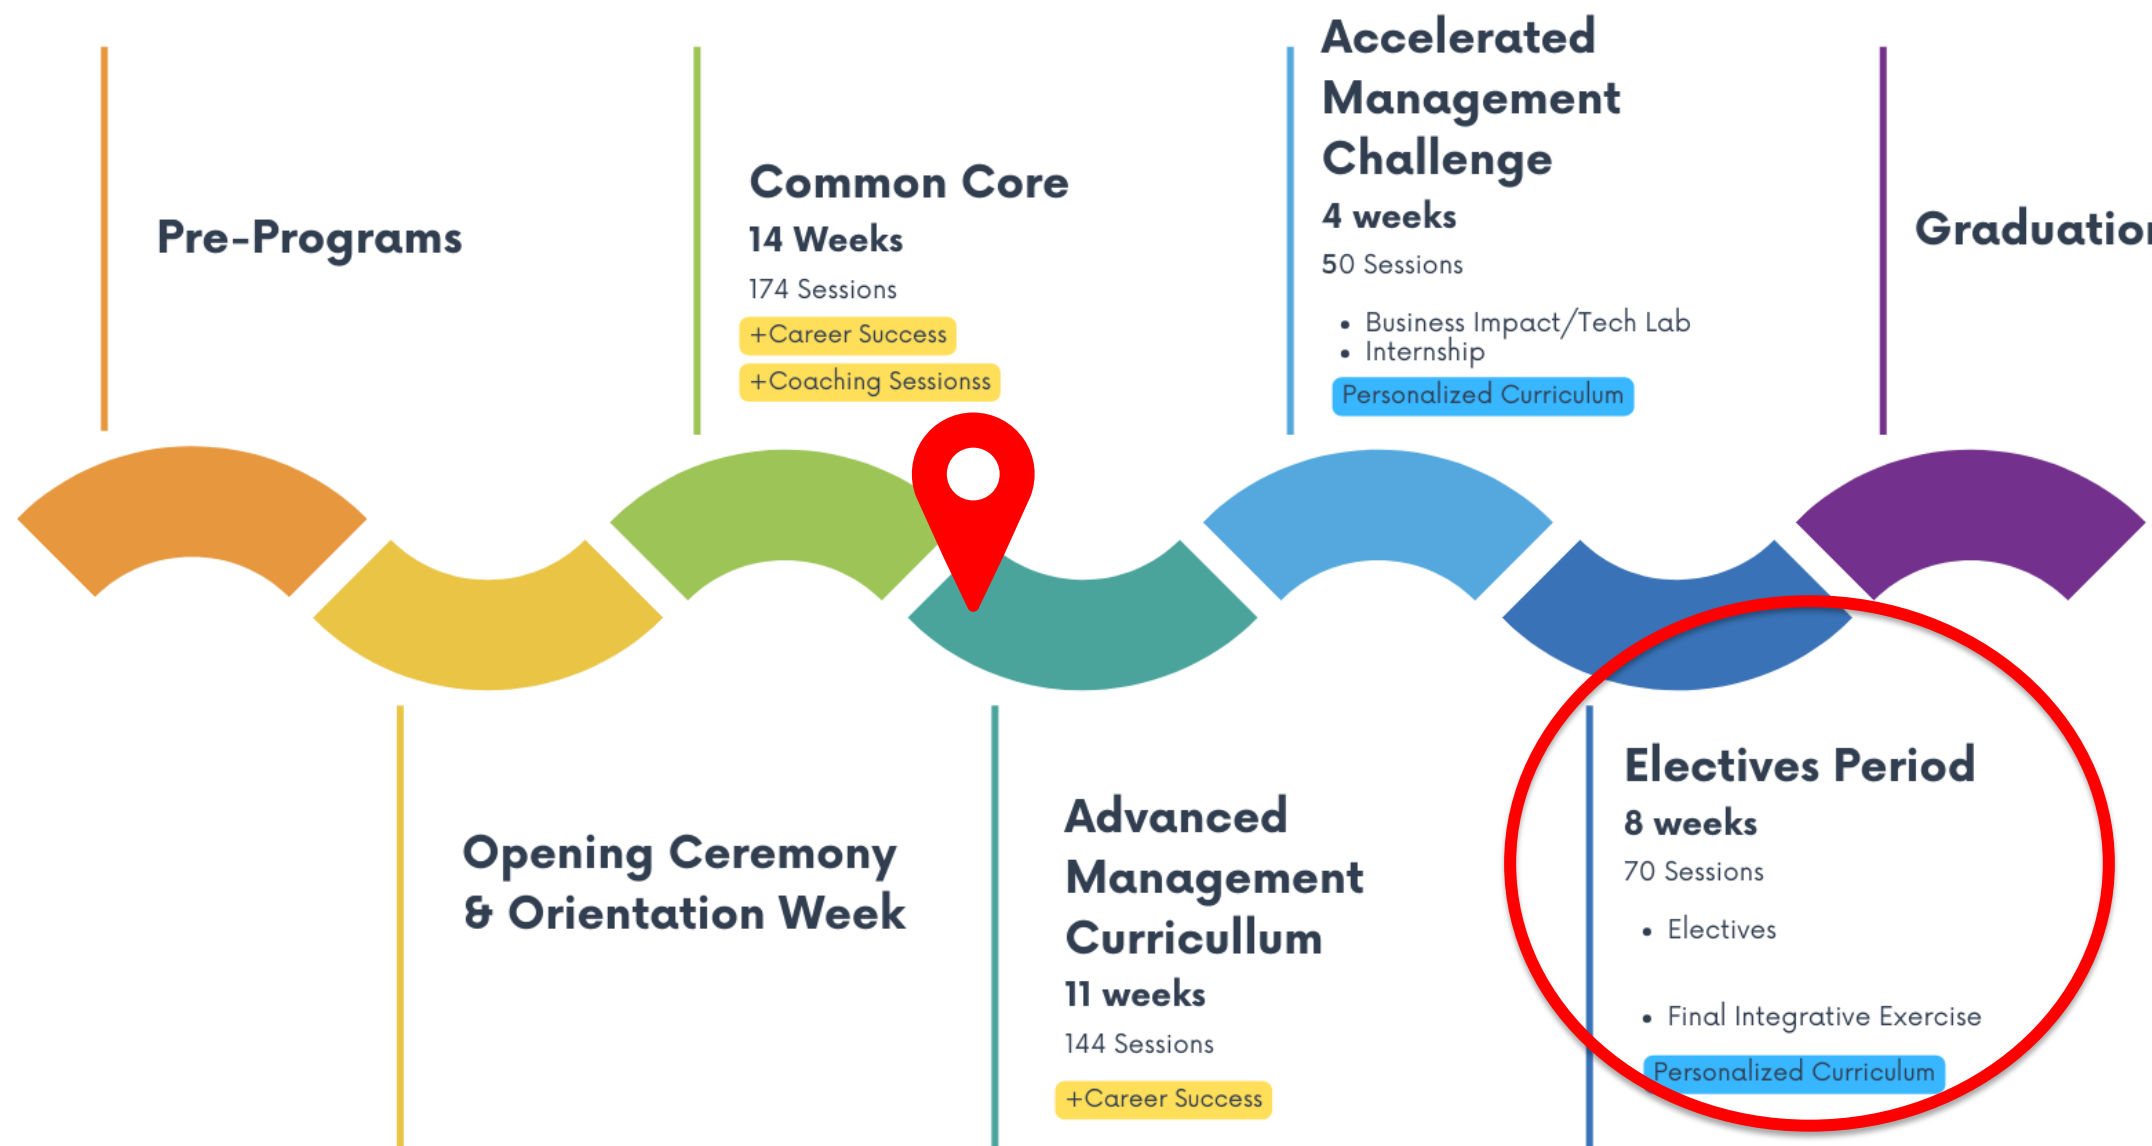 Pre-Programs
Opening Ceremony
& Orientation Week
Common Core
14 Weeks
174 Sessions
+Career Success
+Coaching Sessionss
Advanced
Management
Curricullum
11 weeks
144 Sessions
+Career Success
Accelerated
Management
Challenge
4 weeks
50 Sessions
• Business Impact/Tech Lab
• Internship
Personalized Curriculum
Electives Period
8 weeks
70 Sessions
• Electives
• Final Integrative Exercise
Personalized Curriculum
Graduation